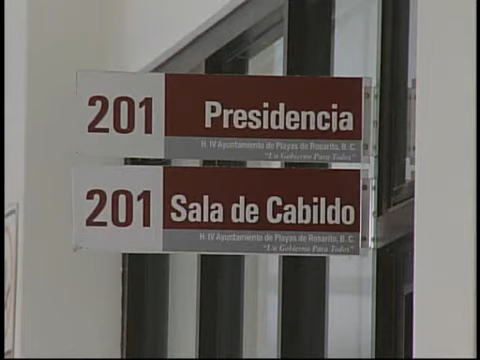 201 Presidencia
H. IV Ayuntamiento de Playas de Rosarito, B. C.
"Un Gobierno Para Todos"
201 Sala de Cabildo
H. IV Ayuntamiento de Playas de Rosarito, B. C.
"Un Gobierno Para Todos"